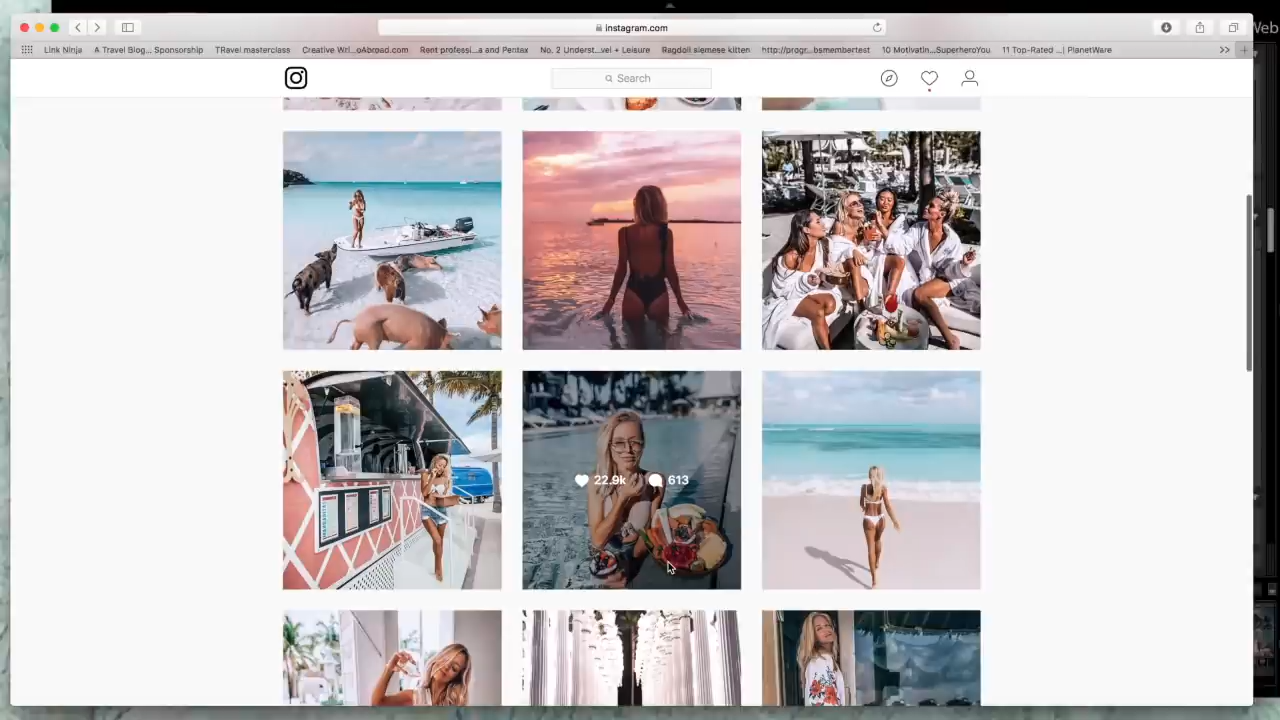 instagram.com
Web
Link Ninja
A Travel Blog... Sponsorship
TRavel masterclass
Creative Wri...oAbroad.com
Rent professi...a and Pentax
No. 2 Underst...vel + Leisure
Ragdoll siemese kitten
http://progr...bsmembertest
10 Motivatin...SuperheroYou
11 Top-Rated ...| PlanetWare
Search
22.9k
613